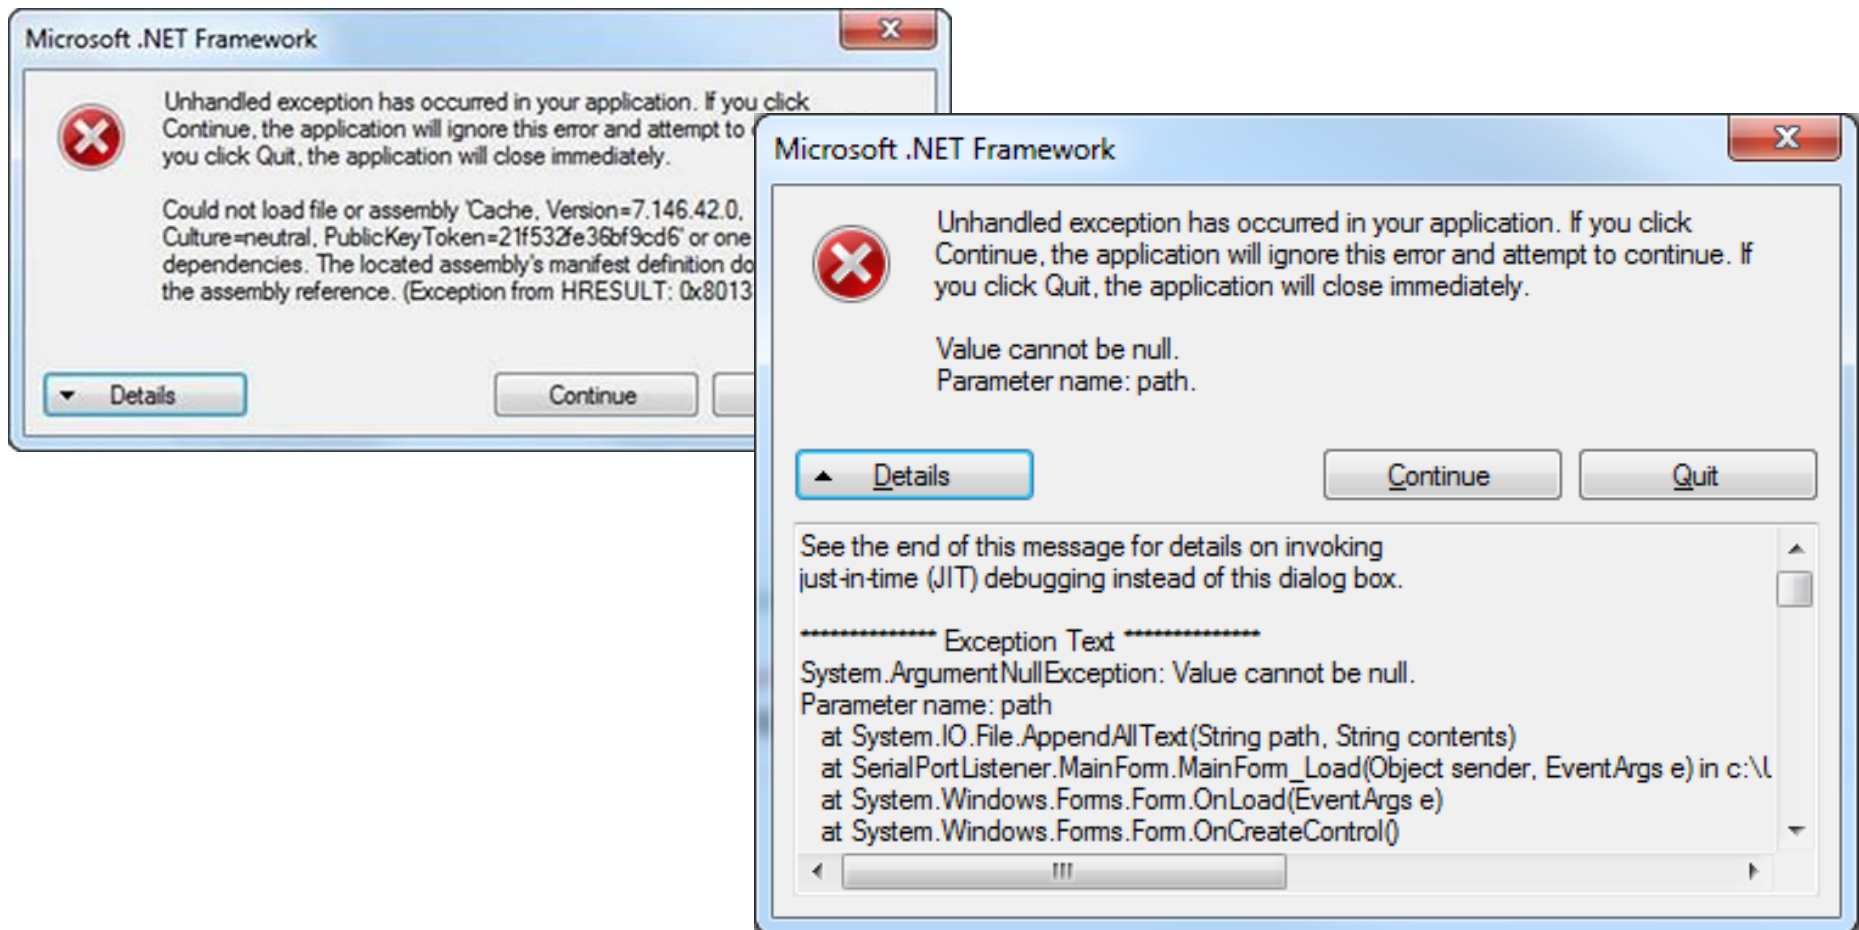 Microsoft .NET Framework
Unhandled exception has occurred in your application. If you click
Continue, the application will ignore this error and attempt to
you click Quit, the application will close immediately.
Could not load file or assembly 'Cache, Version=7.146.42.0,
Culture=neutral, PublicKeyToken=21f532fe36bf9cd6' or one
dependencies. The located assembly's manifest definition do
the assembly reference. (Exception from HRESULT: 0x8013
Details
Continue
Microsoft .NET Framework
Unhandled exception has occurred in your application. If you click
Continue, the application will ignore this error and attempt to continue. If
you click Quit, the application will close immediately.
Value cannot be null.
Parameter name: path.
Details
Continue
Quit
See the end of this message for details on invoking
just-in-time (JIT) debugging instead of this dialog box.
************** Exception Text **************
System.ArgumentNullException: Value cannot be null.
Parameter name: path
at System.IO.File.AppendAllText(String path, String contents)
at SerialPortListener.MainForm.MainForm_Load(Object sender, EventArgs e) in c:\U
at System.Windows.Forms.Form.OnLoad(EventArgs e)
at System.Windows.Forms.Form.OnCreateControl()